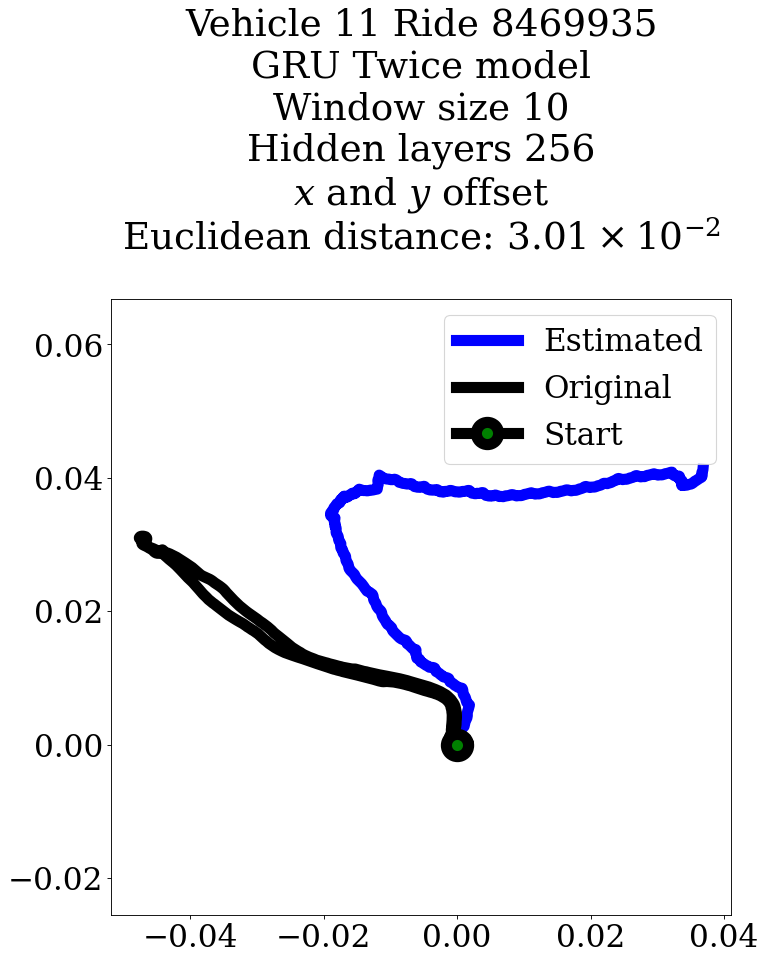 Vehicle 11 Ride 8469935
GRU Twice model
Window size 10
Hidden layers 256
x and y offset
Euclidean distance: 3.01 × 10⁻²
Estimated
Original
Start
0.06
0.04
0.02
0.00
−0.02
−0.04 −0.02 0.00 0.02 0.04